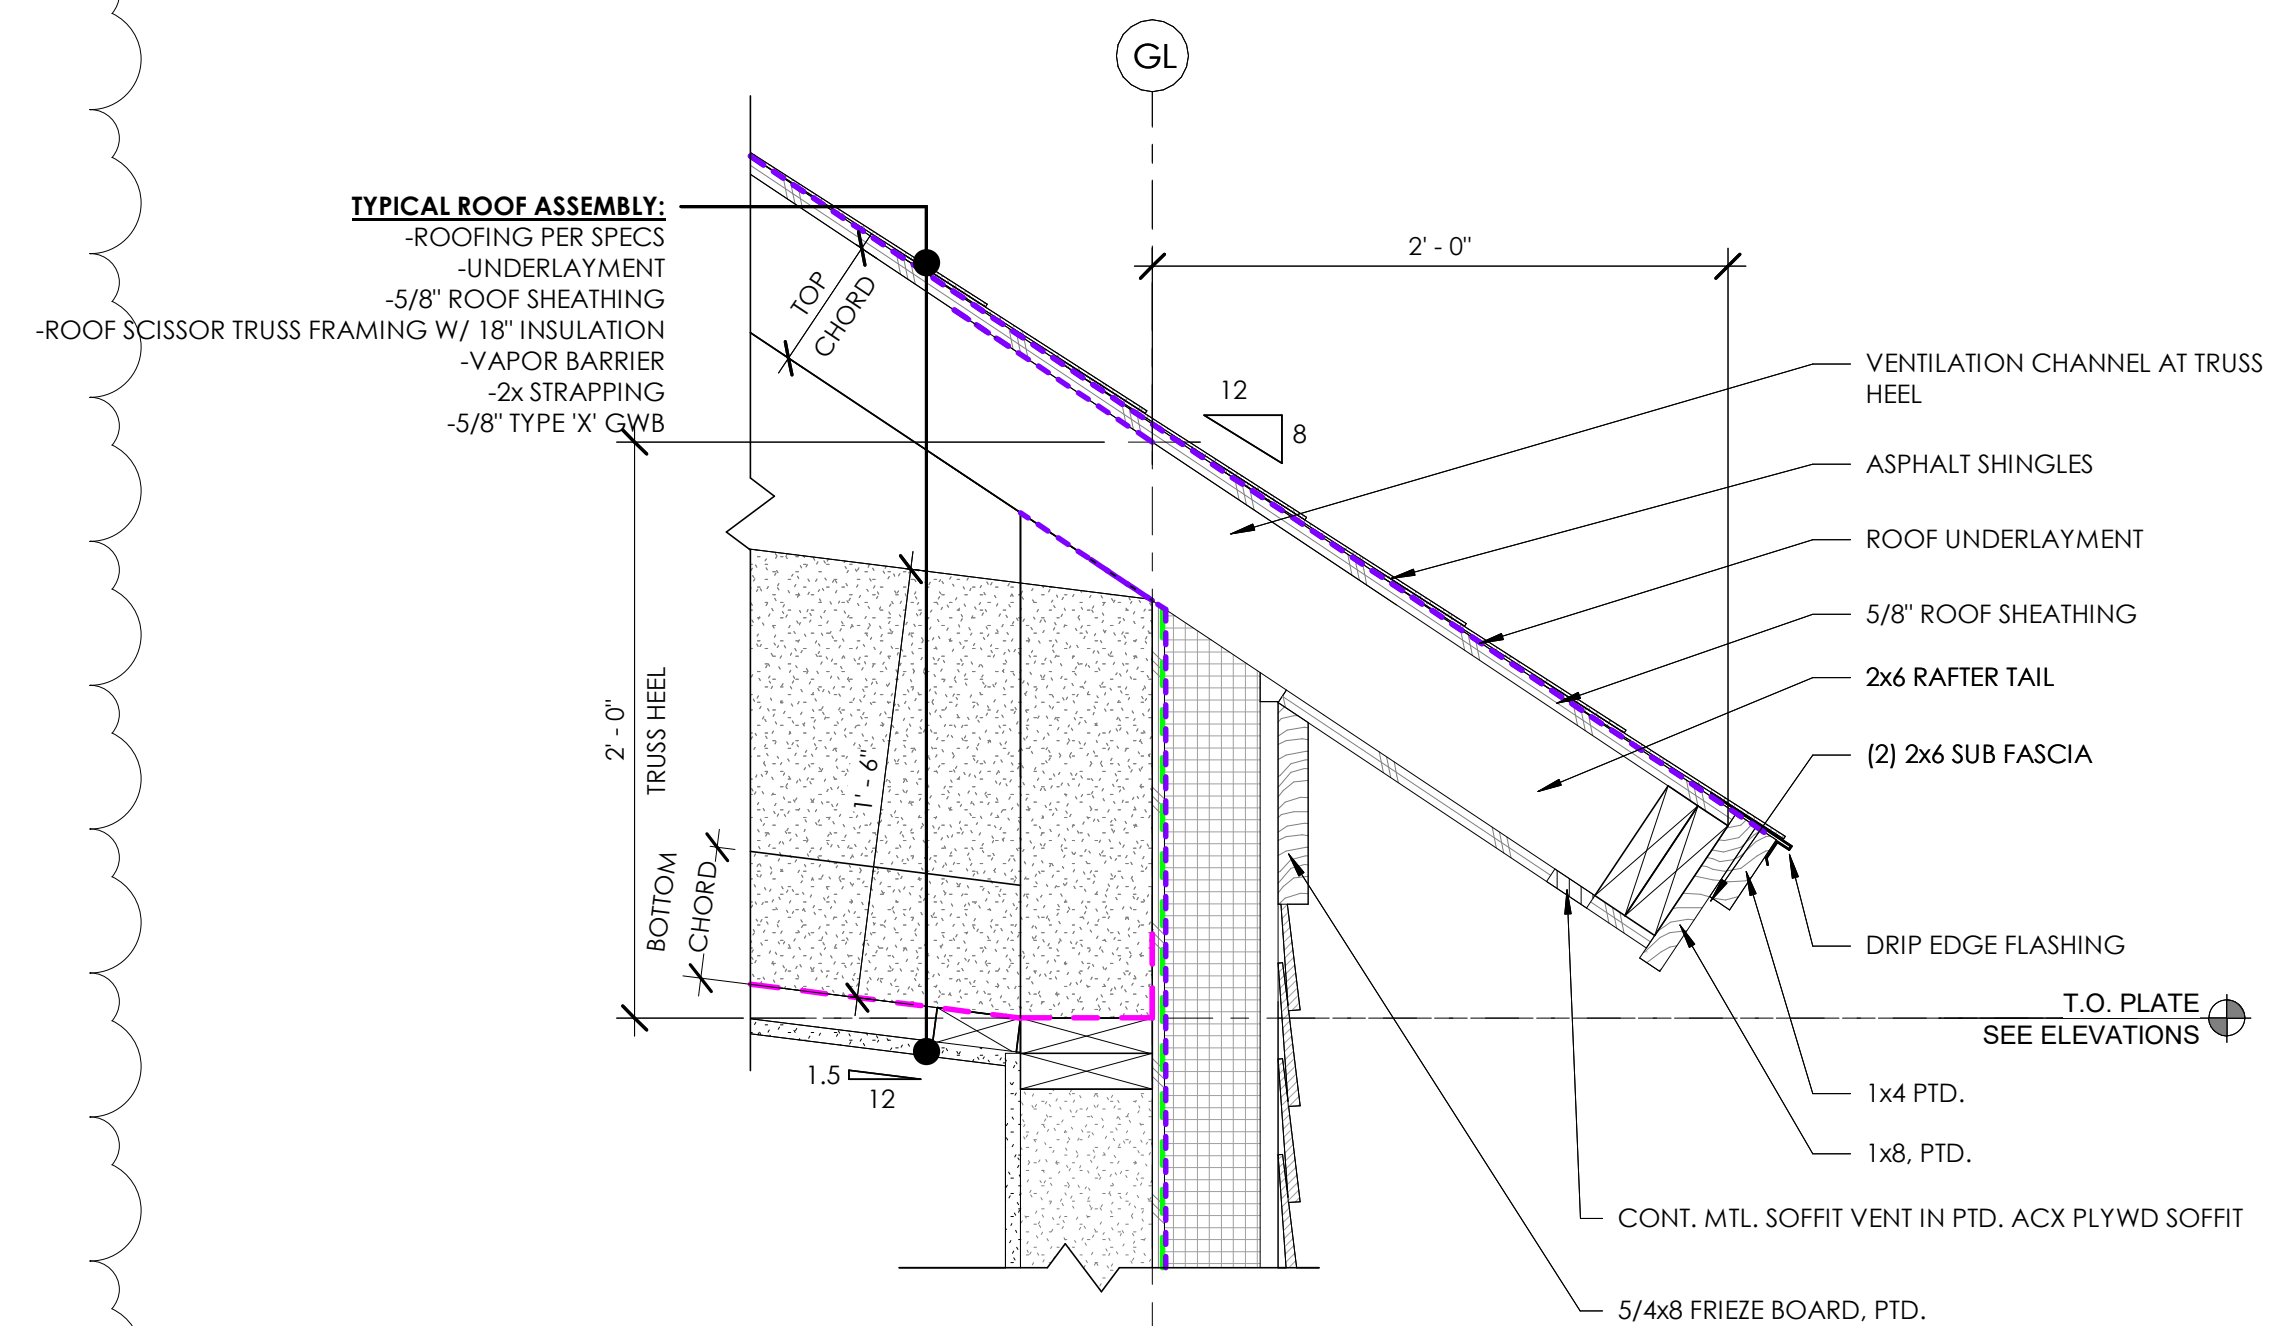 GL
TYPICAL ROOF ASSEMBLY:
-ROOFING PER SPECS
-UNDERLAYMENT
-5/8" ROOF SHEATHING
-ROOF SCISSOR TRUSS FRAMING W/ 18" INSULATION
-VAPOR BARRIER
-2x STRAPPING
-5/8" TYPE 'X' GWB
TOP
CHORD
2' - 0"
12
8
VENTILATION CHANNEL AT TRUSS
HEEL
ASPHALT SHINGLES
ROOF UNDERLAYMENT
5/8" ROOF SHEATHING
2x6 RAFTER TAIL
(2) 2x6 SUB FASCIA
DRIP EDGE FLASHING
T.O. PLATE
SEE ELEVATIONS
1x4 PTD.
1x8, PTD.
CONT. MTL. SOFFIT VENT IN PTD. ACX PLYWD SOFFIT
5/4x8 FRIEZE BOARD, PTD.
2' - 0"
TRUSS HEEL
1' - 6"
BOTTOM
CHORD
1.5
12